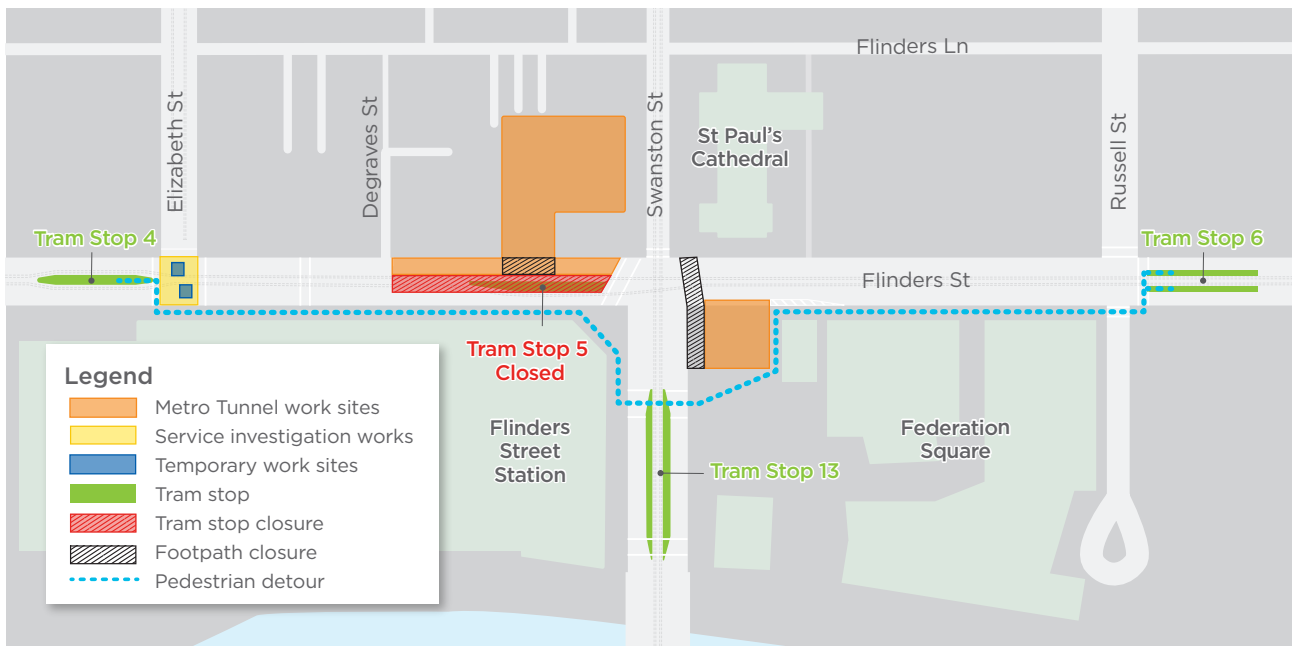 Flinders Ln
Elizabeth St
Degraves St
Swanston St
St Paul's
Cathedral
Russell St
Tram Stop 4
Tram Stop 6
Flinders St
Tram Stop 5
Closed
Legend
Metro Tunnel work sites
Service investigation works
Temporary work sites
Tram stop
Tram stop closure
Footpath closure
Pedestrian detour
Flinders
Street
Station
Federation
Square
Tram Stop 13